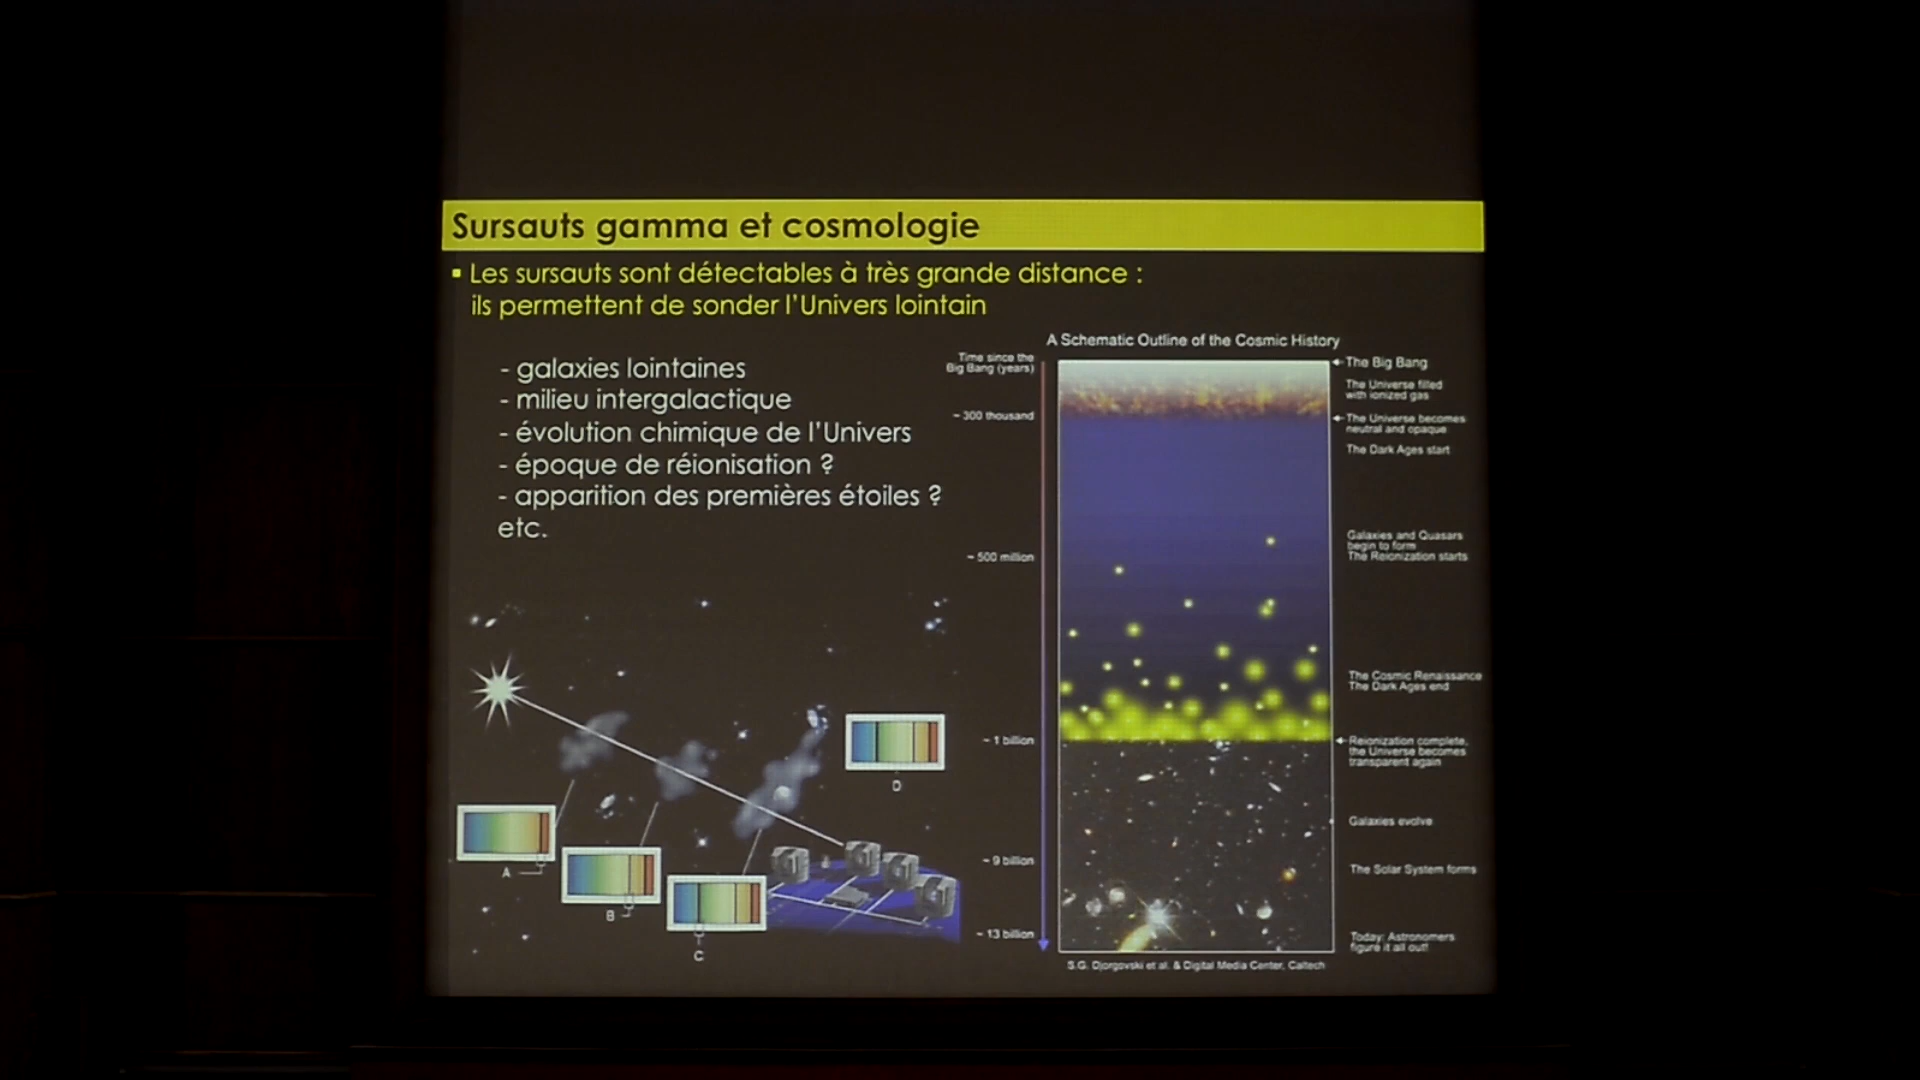 Sursauts gamma et cosmologie
▪ Les sursauts sont détectables à très grande distance :
ils permettent de sonder l'Univers lointain
- galaxies lointaines
- milieu intergalactique
- évolution chimique de l'Univers
- époque de réionisation ?
- apparition des premières étoiles ?
etc.
A
B
C
D
A Schematic Outline of the Cosmic History
Time since the
Big Bang (years)
~ 300 thousand
~ 500 million
~ 1 billion
~ 9 billion
~ 13 billion
The Big Bang
The Universe filled
with ionized gas
The Universe becomes
neutral and opaque
The Dark Ages start
Galaxies and Quasars
begin to form
The Reionization starts
The Cosmic Renaissance
The Dark Ages end
Reionization complete,
the Universe becomes
transparent again
Galaxies evolve
The Solar System forms
Today: Astronomers
figure it all out!
S.G. Djorgovski et al. & Digital Media Center, Caltech